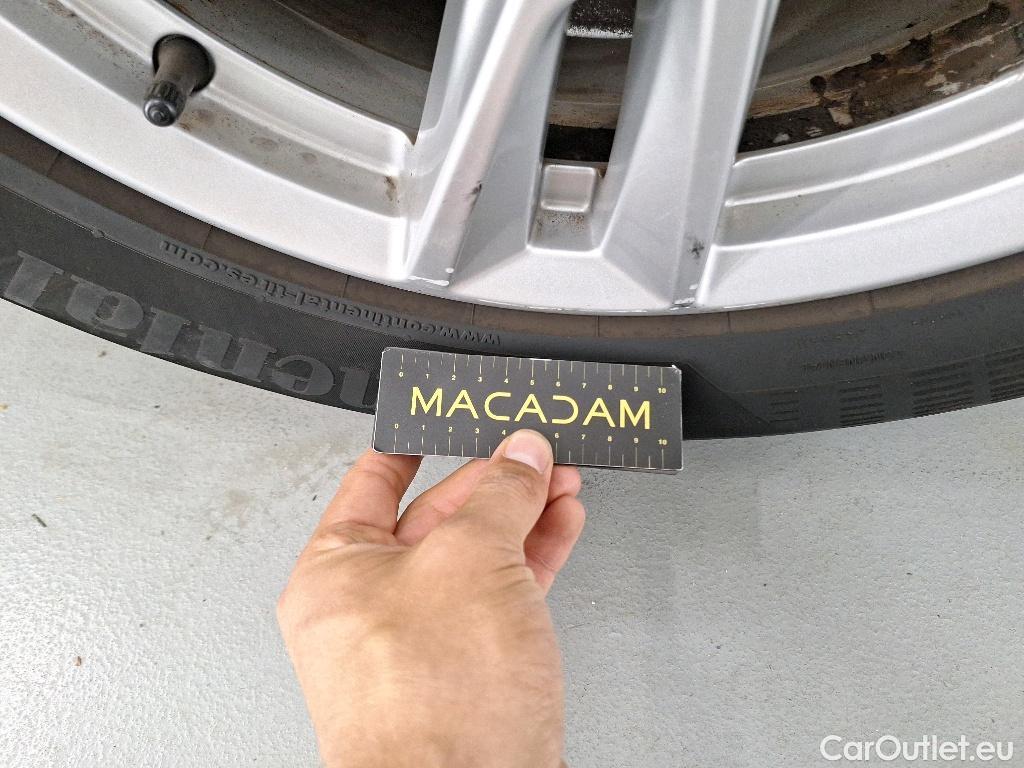 www.continental-tires.com
0 1 2 3 4 5 6 7 8 9 10
MACADAM
0 1 2 3 4 6 7 8 9 10
CarOutlet.eu